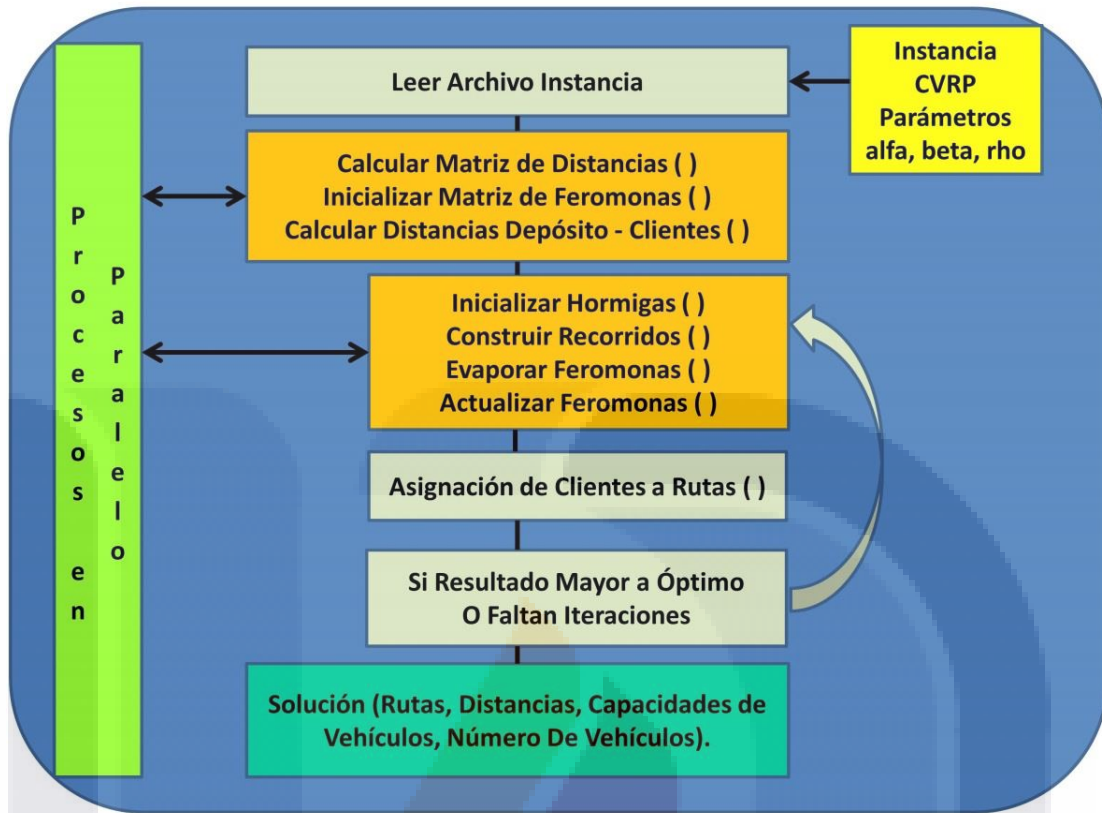 Leer Archivo Instancia
Instancia
CVRP
Parámetros
alfa, beta, rho
Calcular Matriz de Distancias ( )
Inicializar Matriz de Feromonas ( )
Calcular Distancias Depósito - Clientes ( )
Procesos en
Paralelo
Inicializar Hormigas ( )
Construir Recorridos ( )
Evaporar Feromonas ( )
Actualizar Feromonas ( )
Asignación de Clientes a Rutas ( )
Si Resultado Mayor a Óptimo
O Faltan Iteraciones
Solución (Rutas, Distancias, Capacidades de
Vehículos, Número De Vehículos).